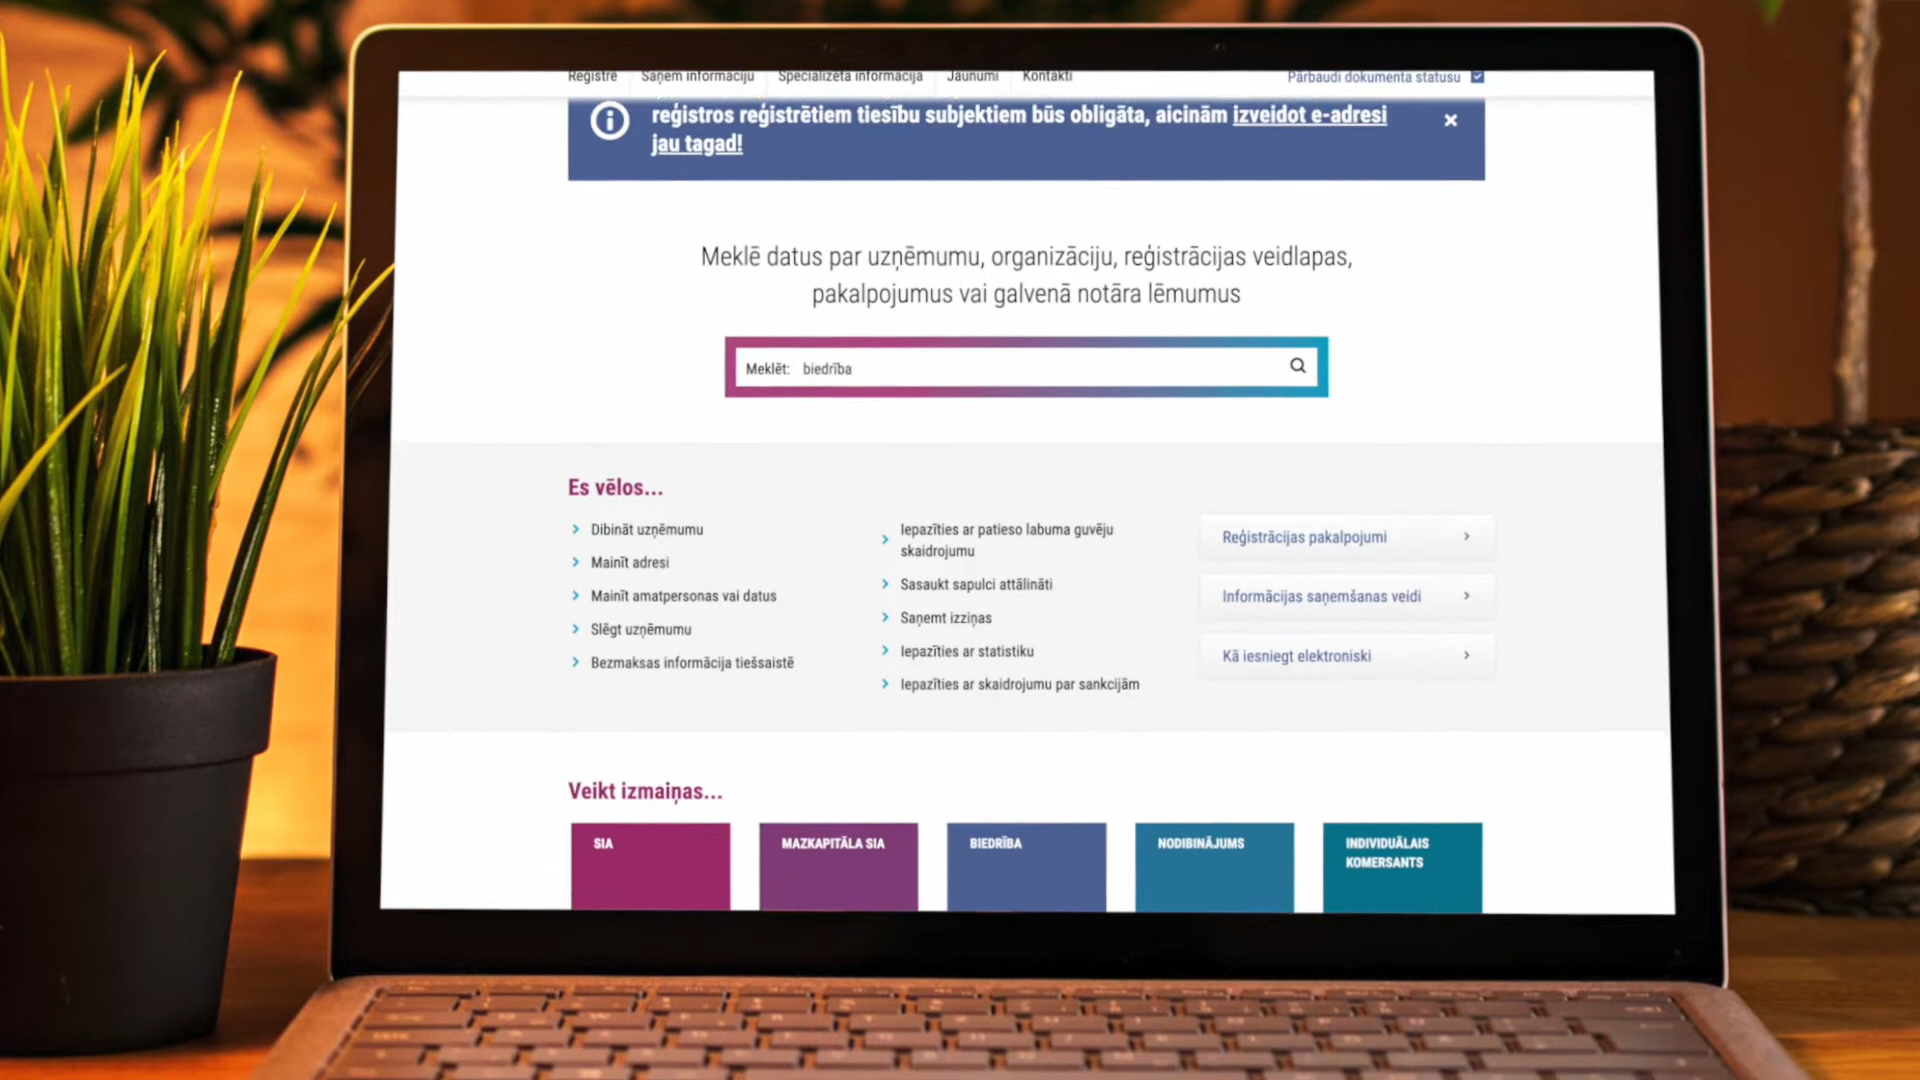 Reģistrē Saņem informāciju Specializēta informācija Jaunumi Kontakti Pārbaudi dokumenta statusu
reģistros reģistrētiem tiesību subjektiem būs obligāta, aicinām izveidot e-adresi
jau tagad!
Meklē datus par uzņēmumu, organizāciju, reģistrācijas veidlapas,
pakalpojumus vai galvenā notāra lēmumus
Meklēt: biedrība
Es vēlos...
Dibināt uzņēmumu
Mainīt adresi
Mainīt amatpersonas vai datus
Slēgt uzņēmumu
Bezmaksas informācija tiešsaistē
Iepazīties ar patieso labuma guvēju
skaidrojumu
Sasaukt sapulci attālināti
Saņemt izziņas
Iepazīties ar statistiku
Iepazīties ar skaidrojumu par sankcijām
Reģistrācijas pakalpojumi
Informācijas saņemšanas veidi
Kā iesniegt elektroniski
Veikt izmaiņas...
SIA
MAZKAPITĀLA SIA
BIEDRĪBA
NODIBINĀJUMS
INDIVIDUĀLAIS
KOMERSANTS